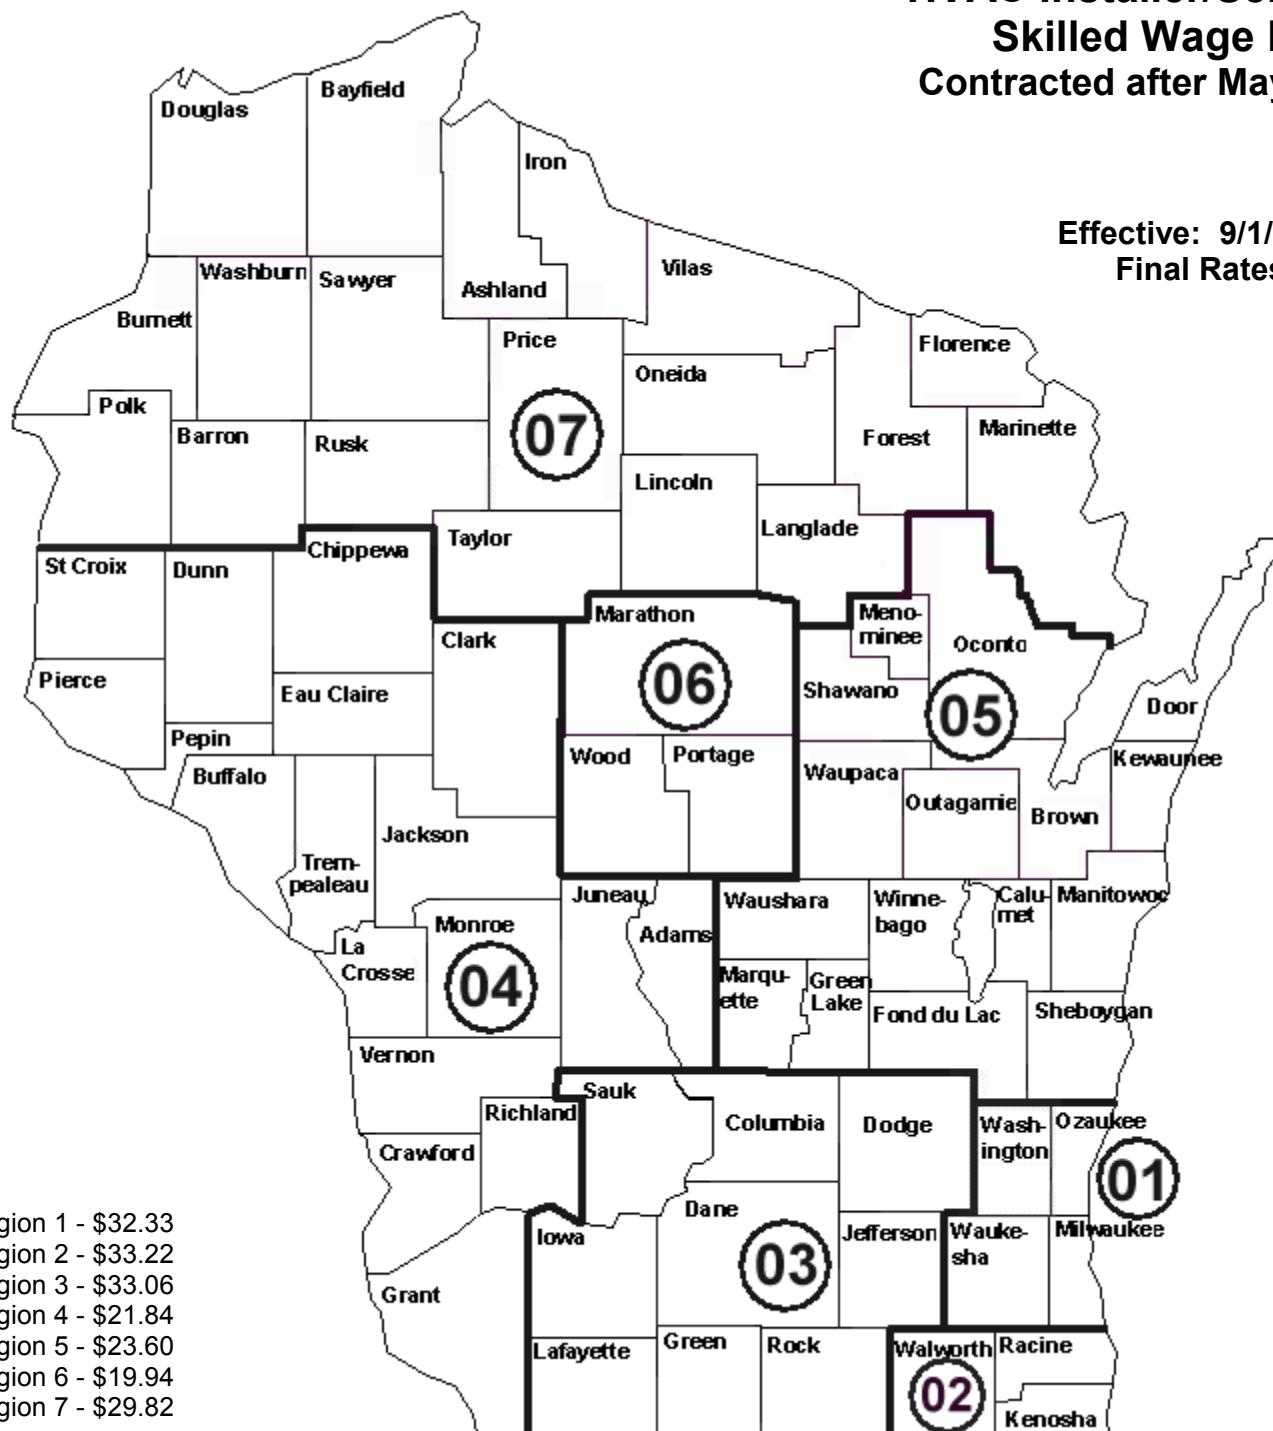 Skilled Wage
Contracted after May
Effective: 9/1/
Final Rates
Douglas
Bayfield
Iron
Vilas
Washburn
Sawyer
Ashland
Burnett
Price
Florence
Oneida
Polk
Barron
Rusk
07
Forest
Marinette
Lincoln
Langlade
Taylor
Chippewa
St Croix
Dunn
Marathon
Meno-
minee
Clark
Oconto
Pierce
Eau Claire
06
Shawano
05
Door
Pepin
Buffalo
Wood
Portage
Waupaca
Kewaunee
Outagamie
Brown
Jackson
Trem-
pealeau
Juneau
Waushara
Winne-
bago
Calu-
met
Manitowoc
Monroe
Adams
La
Crosse
04
Marqu-
ette
Green
Lake
Fond du Lac
Sheboygan
Vernon
Sauk
Richland
Columbia
Dodge
Wash-
ington
Ozaukee
Crawford
01
Dane
Iowa
Jefferson
Wauke-
sha
Milwaukee
03
Grant
Lafayette
Green
Rock
Walworth
Racine
02
Kenosha
gion 1 - $32.33
gion 2 - $33.22
gion 3 - $33.06
gion 4 - $21.84
gion 5 - $23.60
gion 6 - $19.94
gion 7 - $29.82